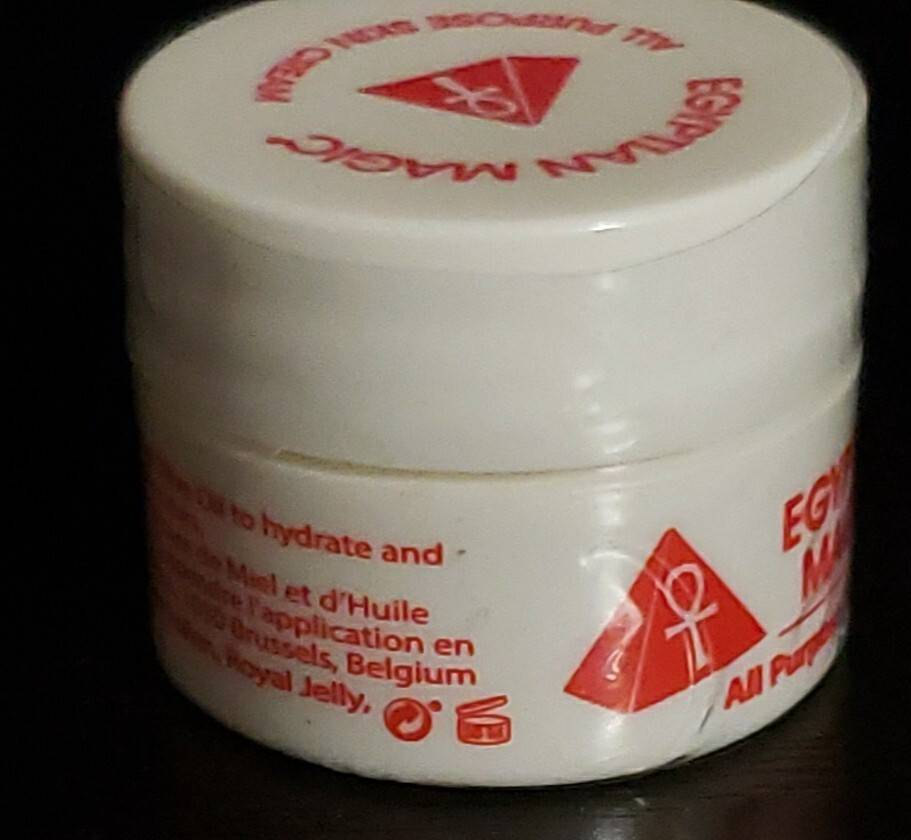 ALL PURPOSE SKIN CREAM
EGYPTIAN MAGIC
to hydrate and
Miel et d'Huile
l'application en
Brussels, Belgium
Royal Jelly,
EGY
MA
All Purpo